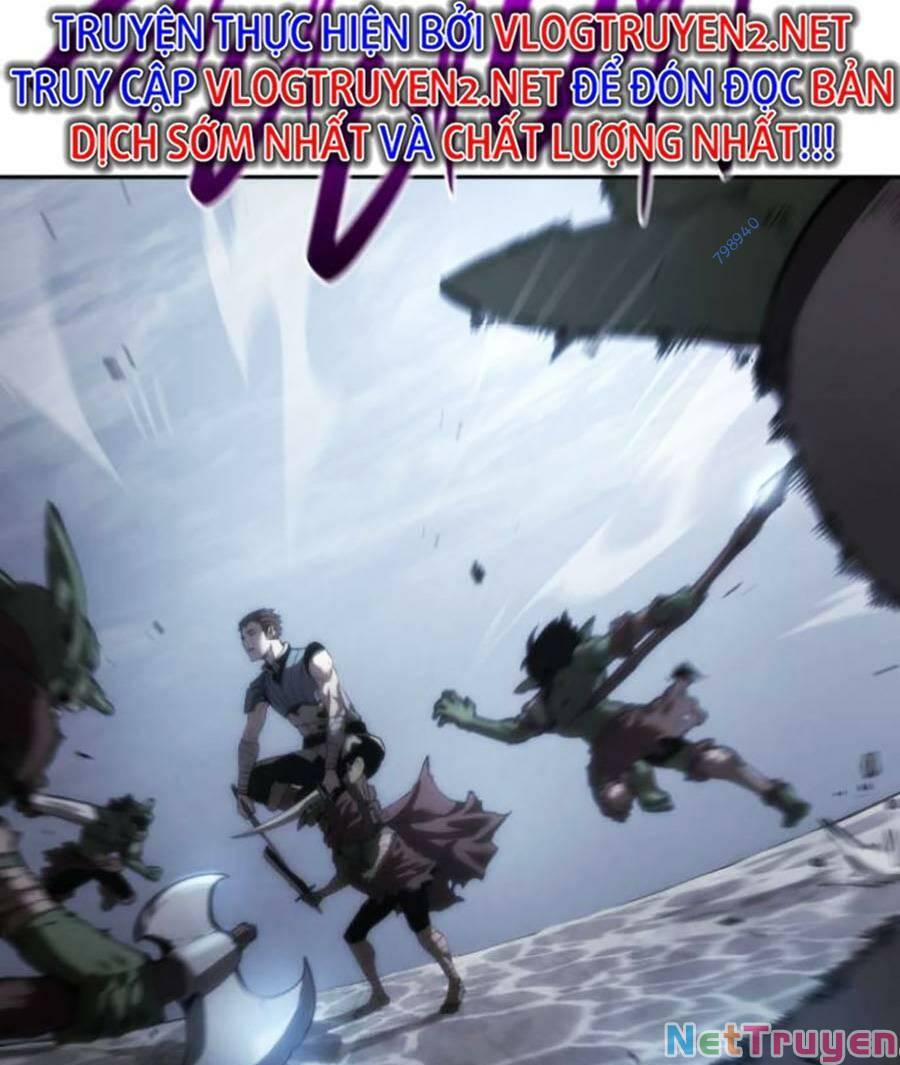 TRUYỆN THỰC HIỆN BỞI VLOGTRUYEN2.NET
TRUY CẬP VLOGTRUYEN2.NET ĐỂ ĐÓN ĐỌC BẢN
DỊCH SỚM NHẤT VÀ CHẤT LƯỢNG NHẤT!!!
798940
NetTruyen